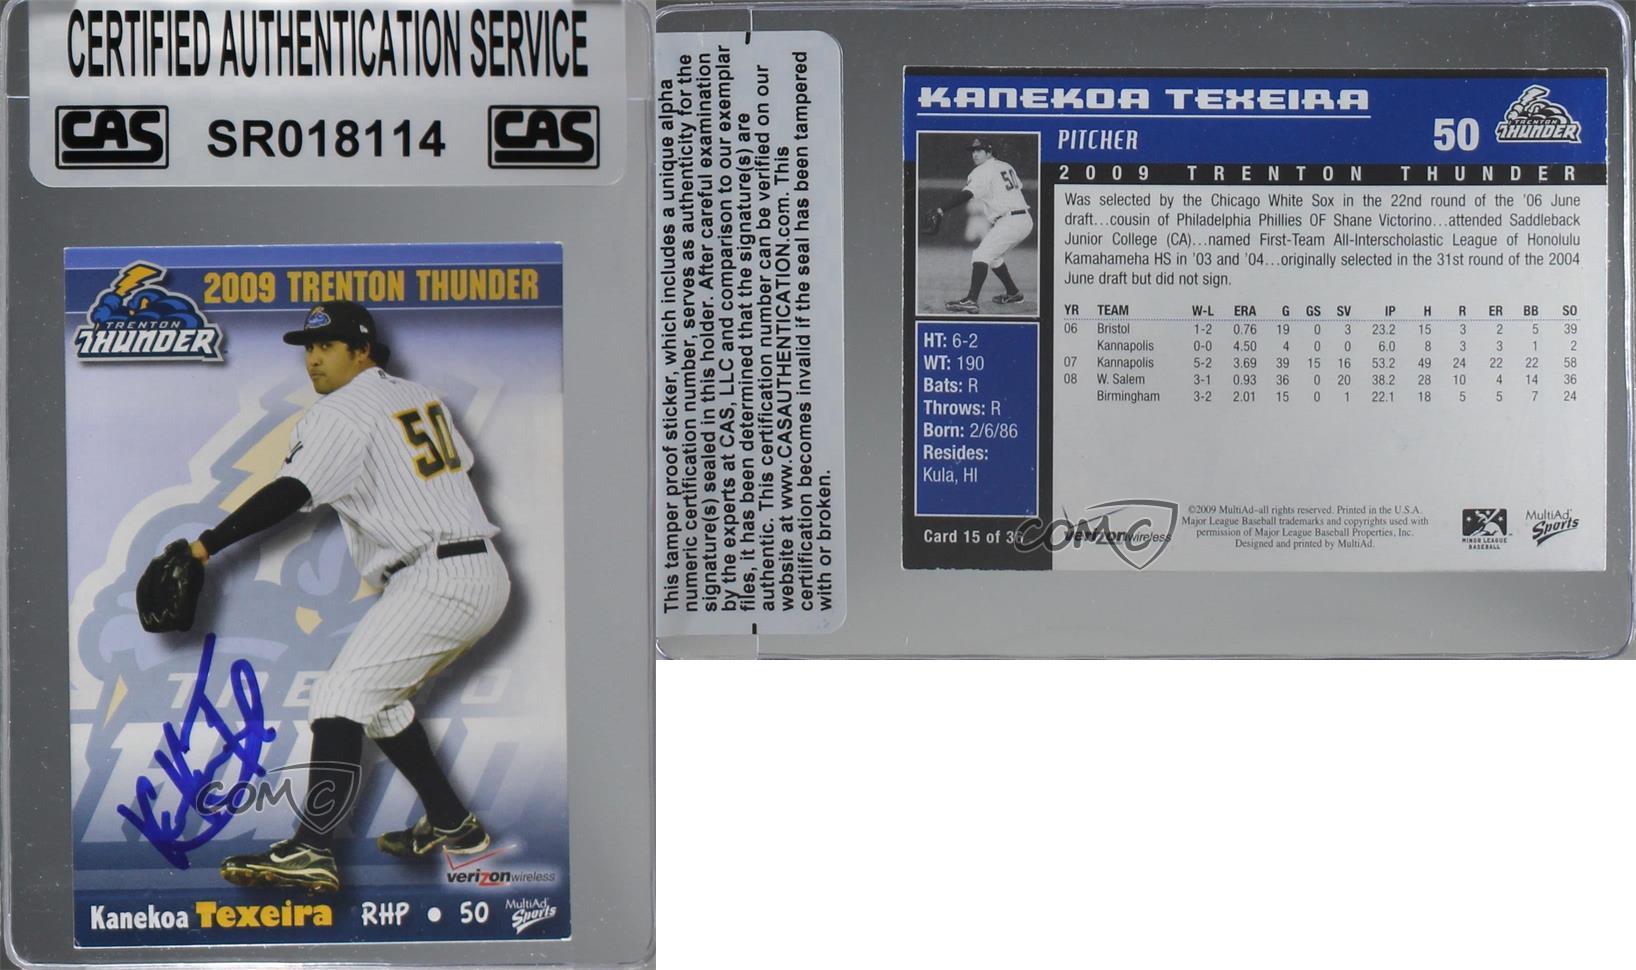 CERTIFIED AUTHENTICATION SERVICE
CAS SR018114 CAS
2009 TRENTON THUNDER
TRENTON
THUNDER
50
TRENTO
COMC
verizonwireless
Kanekoa Texeira RHP • 50 MultiAd Sports
This tamper proof sticker, which includes a unique alpha
numeric certification number, serves as authenticity for the
signature(s) sealed in this holder. After careful examination
by the experts at CAS, LLC and comparison to our exemplar
files, it has been determined that the signature(s) are
authentic. This certification number can be verified on our
website at www.CASAUTHENTICATION.com. This
certiification becomes invalid if the seal has been tampered
with or broken.
KANEKOA TEXEIRA
PITCHER
50
TRENTON
THUNDER
2009 TRENTON THUNDER
50
Was selected by the Chicago White Sox in the 22nd round of the '06 June
draft...cousin of Philadelphia Phillies OF Shane Victorino...attended Saddleback
Junior College (CA)...named First-Team All-Interscholastic League of Honolulu
Kamahameha HS in '03 and '04...originally selected in the 31st round of the 2004
June draft but did not sign.
YR TEAM W-L ERA G GS SV IP H R ER BB SO
06 Bristol 1-2 0.76 19 0 3 23.2 15 3 2 5 39
Kannapolis 0-0 4.50 4 0 0 6.0 8 3 3 1 2
07 Kannapolis 5-2 3.69 39 15 16 53.2 49 24 22 22 58
08 W. Salem 3-1 0.93 36 0 20 38.2 28 10 4 14 36
Birmingham 3-2 2.01 15 0 1 22.1 18 5 5 7 24
HT: 6-2
WT: 190
Bats: R
Throws: R
Born: 2/6/86
Resides:
Kula, HI
Card 15 of 36
COMC
verizonwireless
©2009 MultiAd–all rights reserved. Printed in the U.S.A.
Major League Baseball trademarks and copyrights used with
permission of Major League Baseball Properties, Inc.
Designed and printed by MultiAd.
MINOR LEAGUE
BASEBALL
MultiAd
Sports